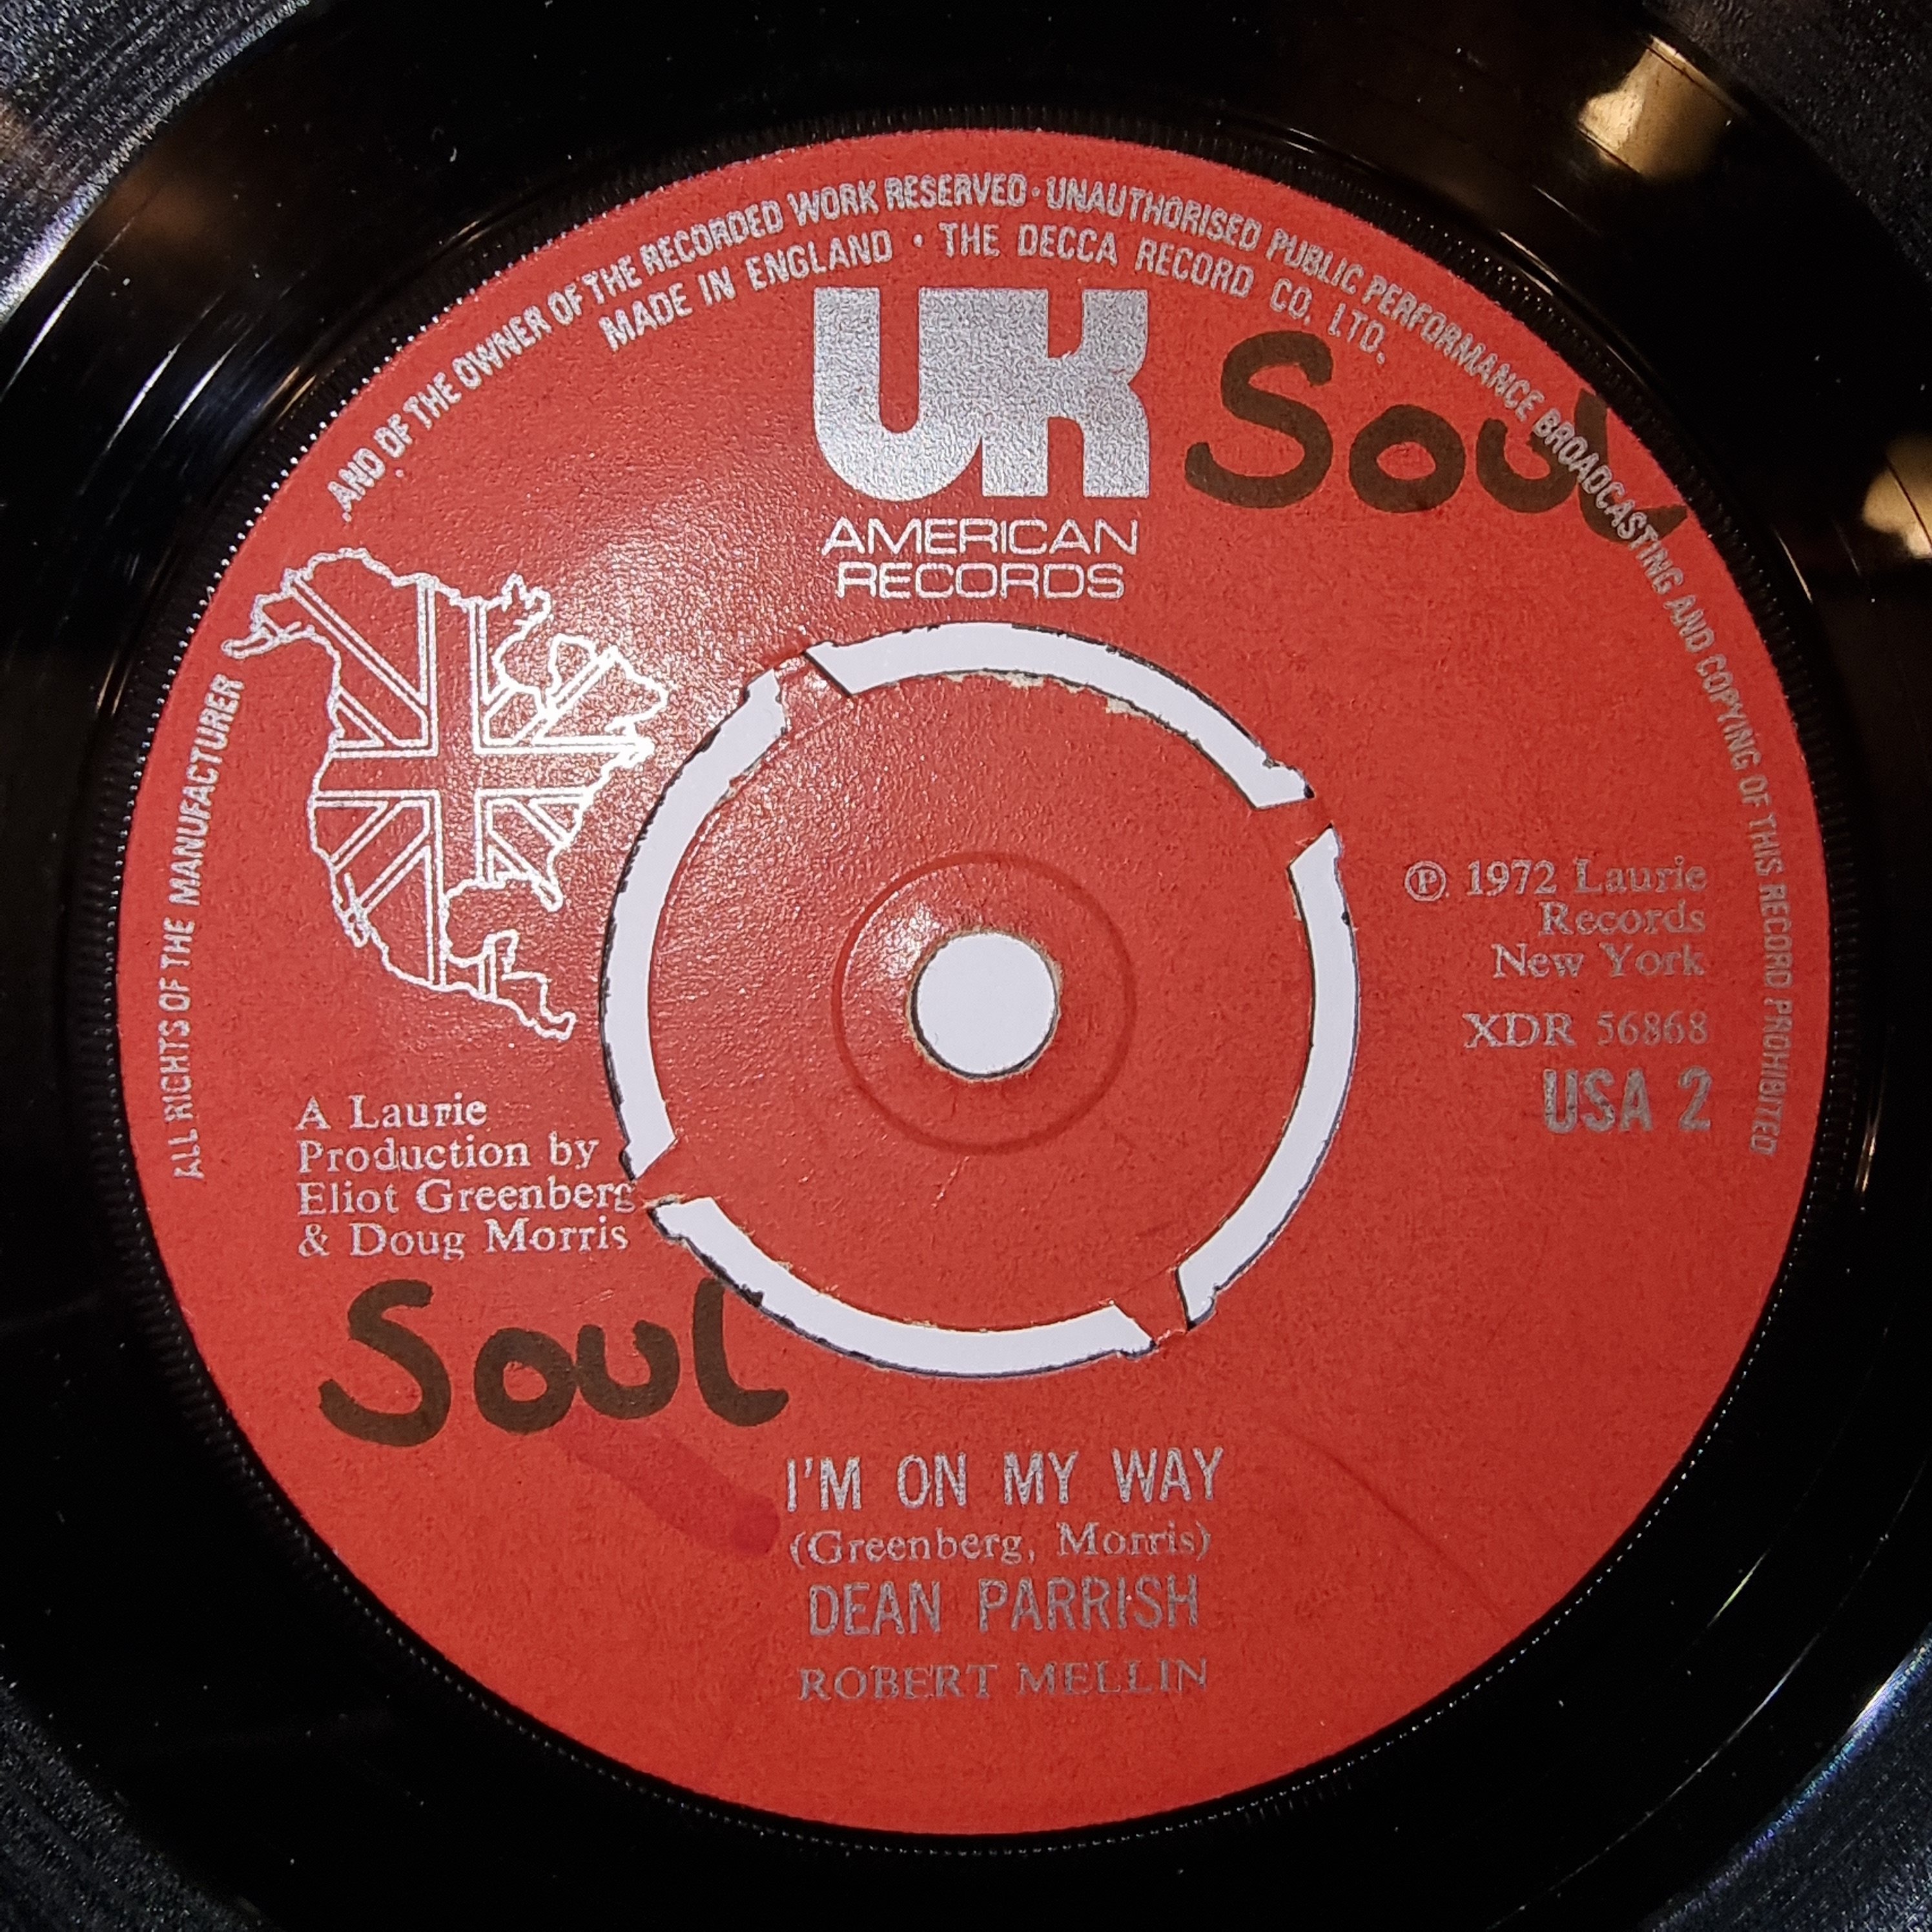 ALL RIGHTS OF THE MANUFACTURER AND OF THE OWNER OF THE RECORDED WORK RESERVED · UNAUTHORISED PUBLIC PERFORMANCE BROADCASTING AND COPYING OF THIS RECORD PROHIBITED
MADE IN ENGLAND · THE DECCA RECORD CO. LTD.
UK
Soul
AMERICAN
RECORDS
℗ 1972 Laurie
Records
New York
XDR 56868
USA 2
A Laurie
Production by
Eliot Greenberg
& Doug Morris
Soul
I'M ON MY WAY
(Greenberg, Morris)
DEAN PARRISH
ROBERT MELLIN